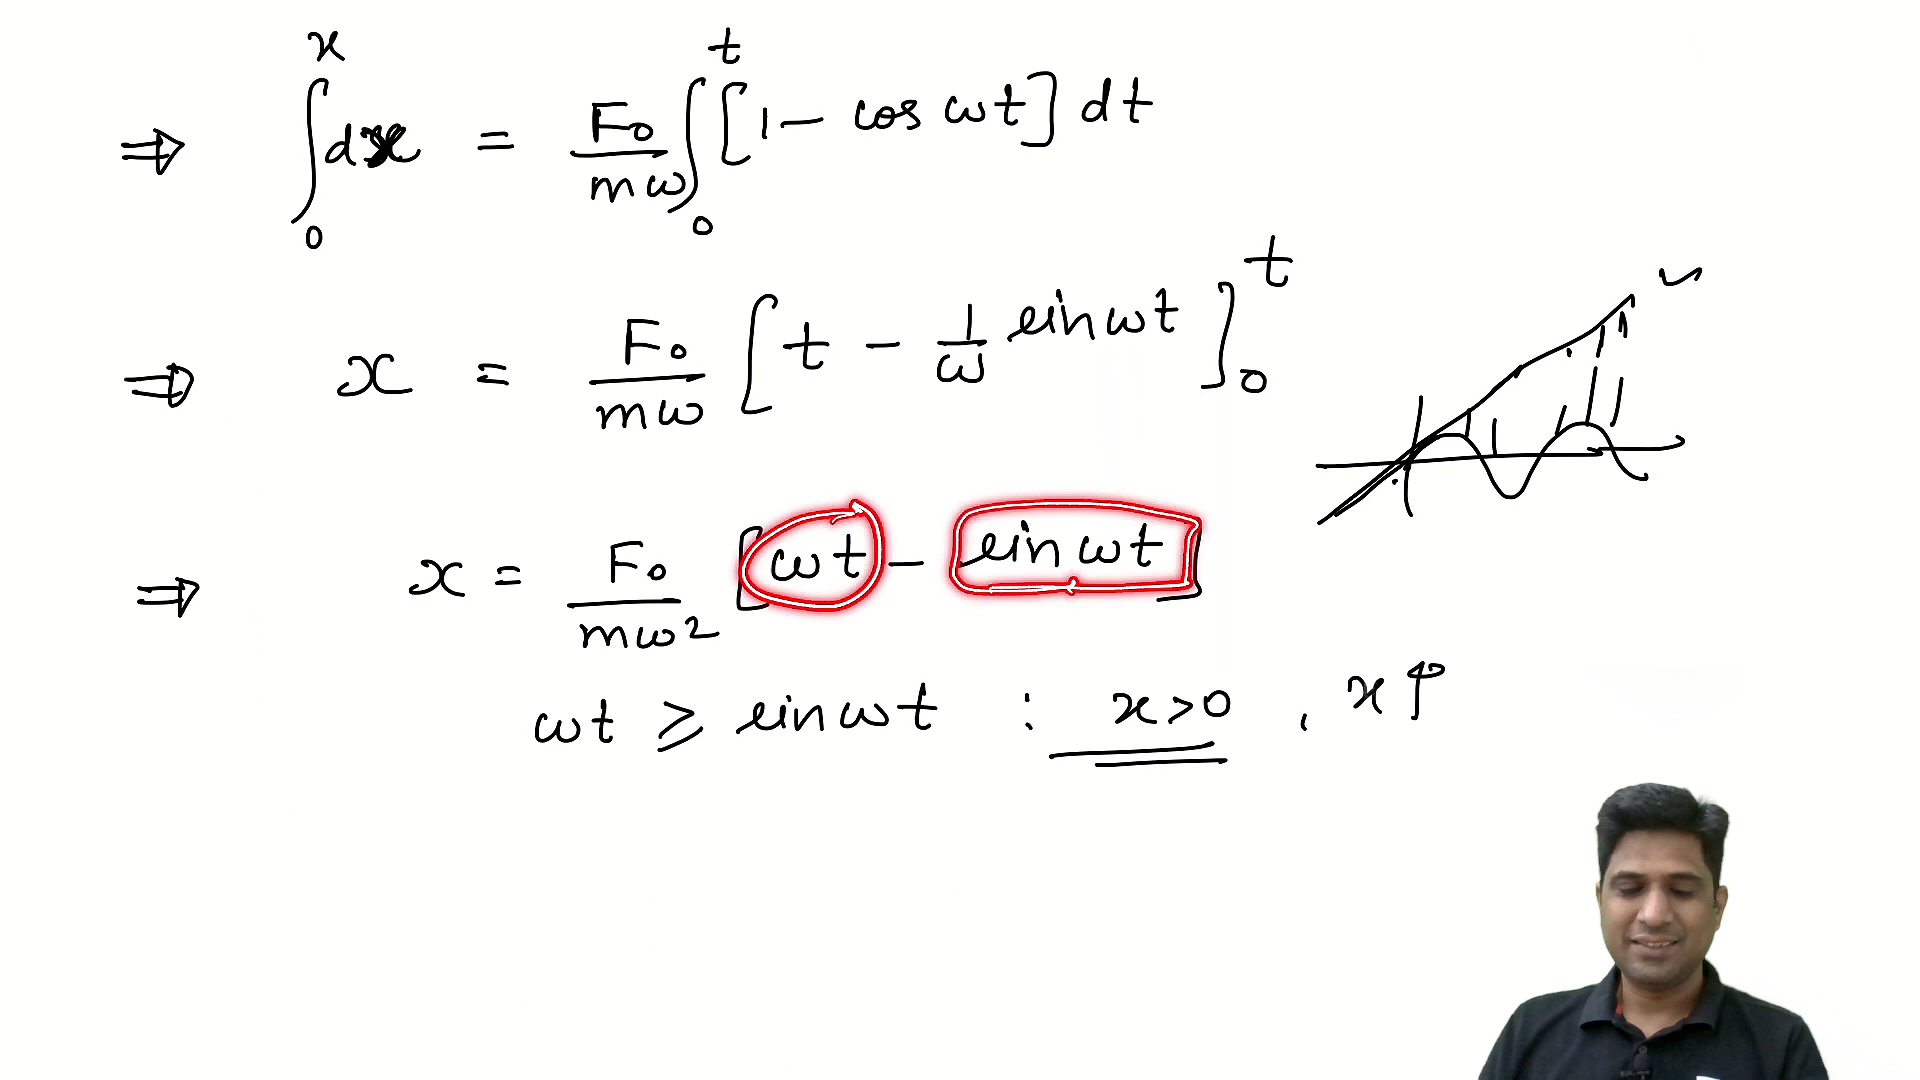 ⇒ ∫₀ˣ dx = F₀/mω ∫₀ᵗ [1 − cos ωt] dt
⇒ x = F₀/mω [t − 1/ω sin ωt]₀ᵗ
⇒ x = F₀/mω² [ωt − sin ωt]
ωt ≥ sin ωt : x>0 , x↑